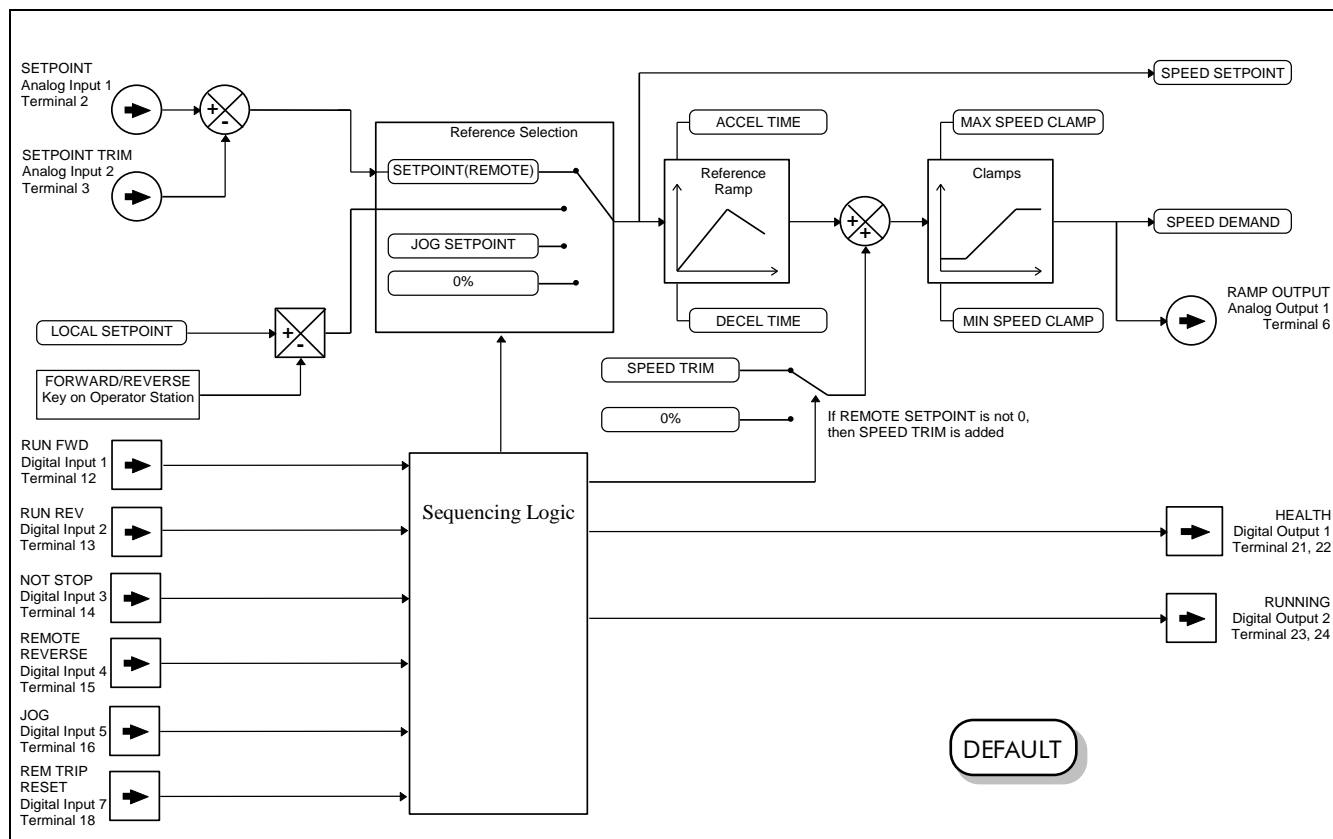 SETPOINT
Analog Input 1
Terminal 2
SETPOINT TRIM
Analog Input 2
Terminal 3
+
-
Reference Selection
SETPOINT(REMOTE)
JOG SETPOINT
0%
LOCAL SETPOINT
+
-
FORWARD/REVERSE
Key on Operator Station
SPEED SETPOINT
ACCEL TIME
Reference
Ramp
DECEL TIME
+
+
MAX SPEED CLAMP
Clamps
MIN SPEED CLAMP
SPEED DEMAND
RAMP OUTPUT
Analog Output 1
Terminal 6
SPEED TRIM
0%
If REMOTE SETPOINT is not 0,
then SPEED TRIM is added
RUN FWD
Digital Input 1
Terminal 12
RUN REV
Digital Input 2
Terminal 13
NOT STOP
Digital Input 3
Terminal 14
REMOTE
REVERSE
Digital Input 4
Terminal 15
JOG
Digital Input 5
Terminal 16
REM TRIP
RESET
Digital Input 7
Terminal 18
Sequencing Logic
HEALTH
Digital Output 1
Terminal 21, 22
RUNNING
Digital Output 2
Terminal 23, 24
DEFAULT